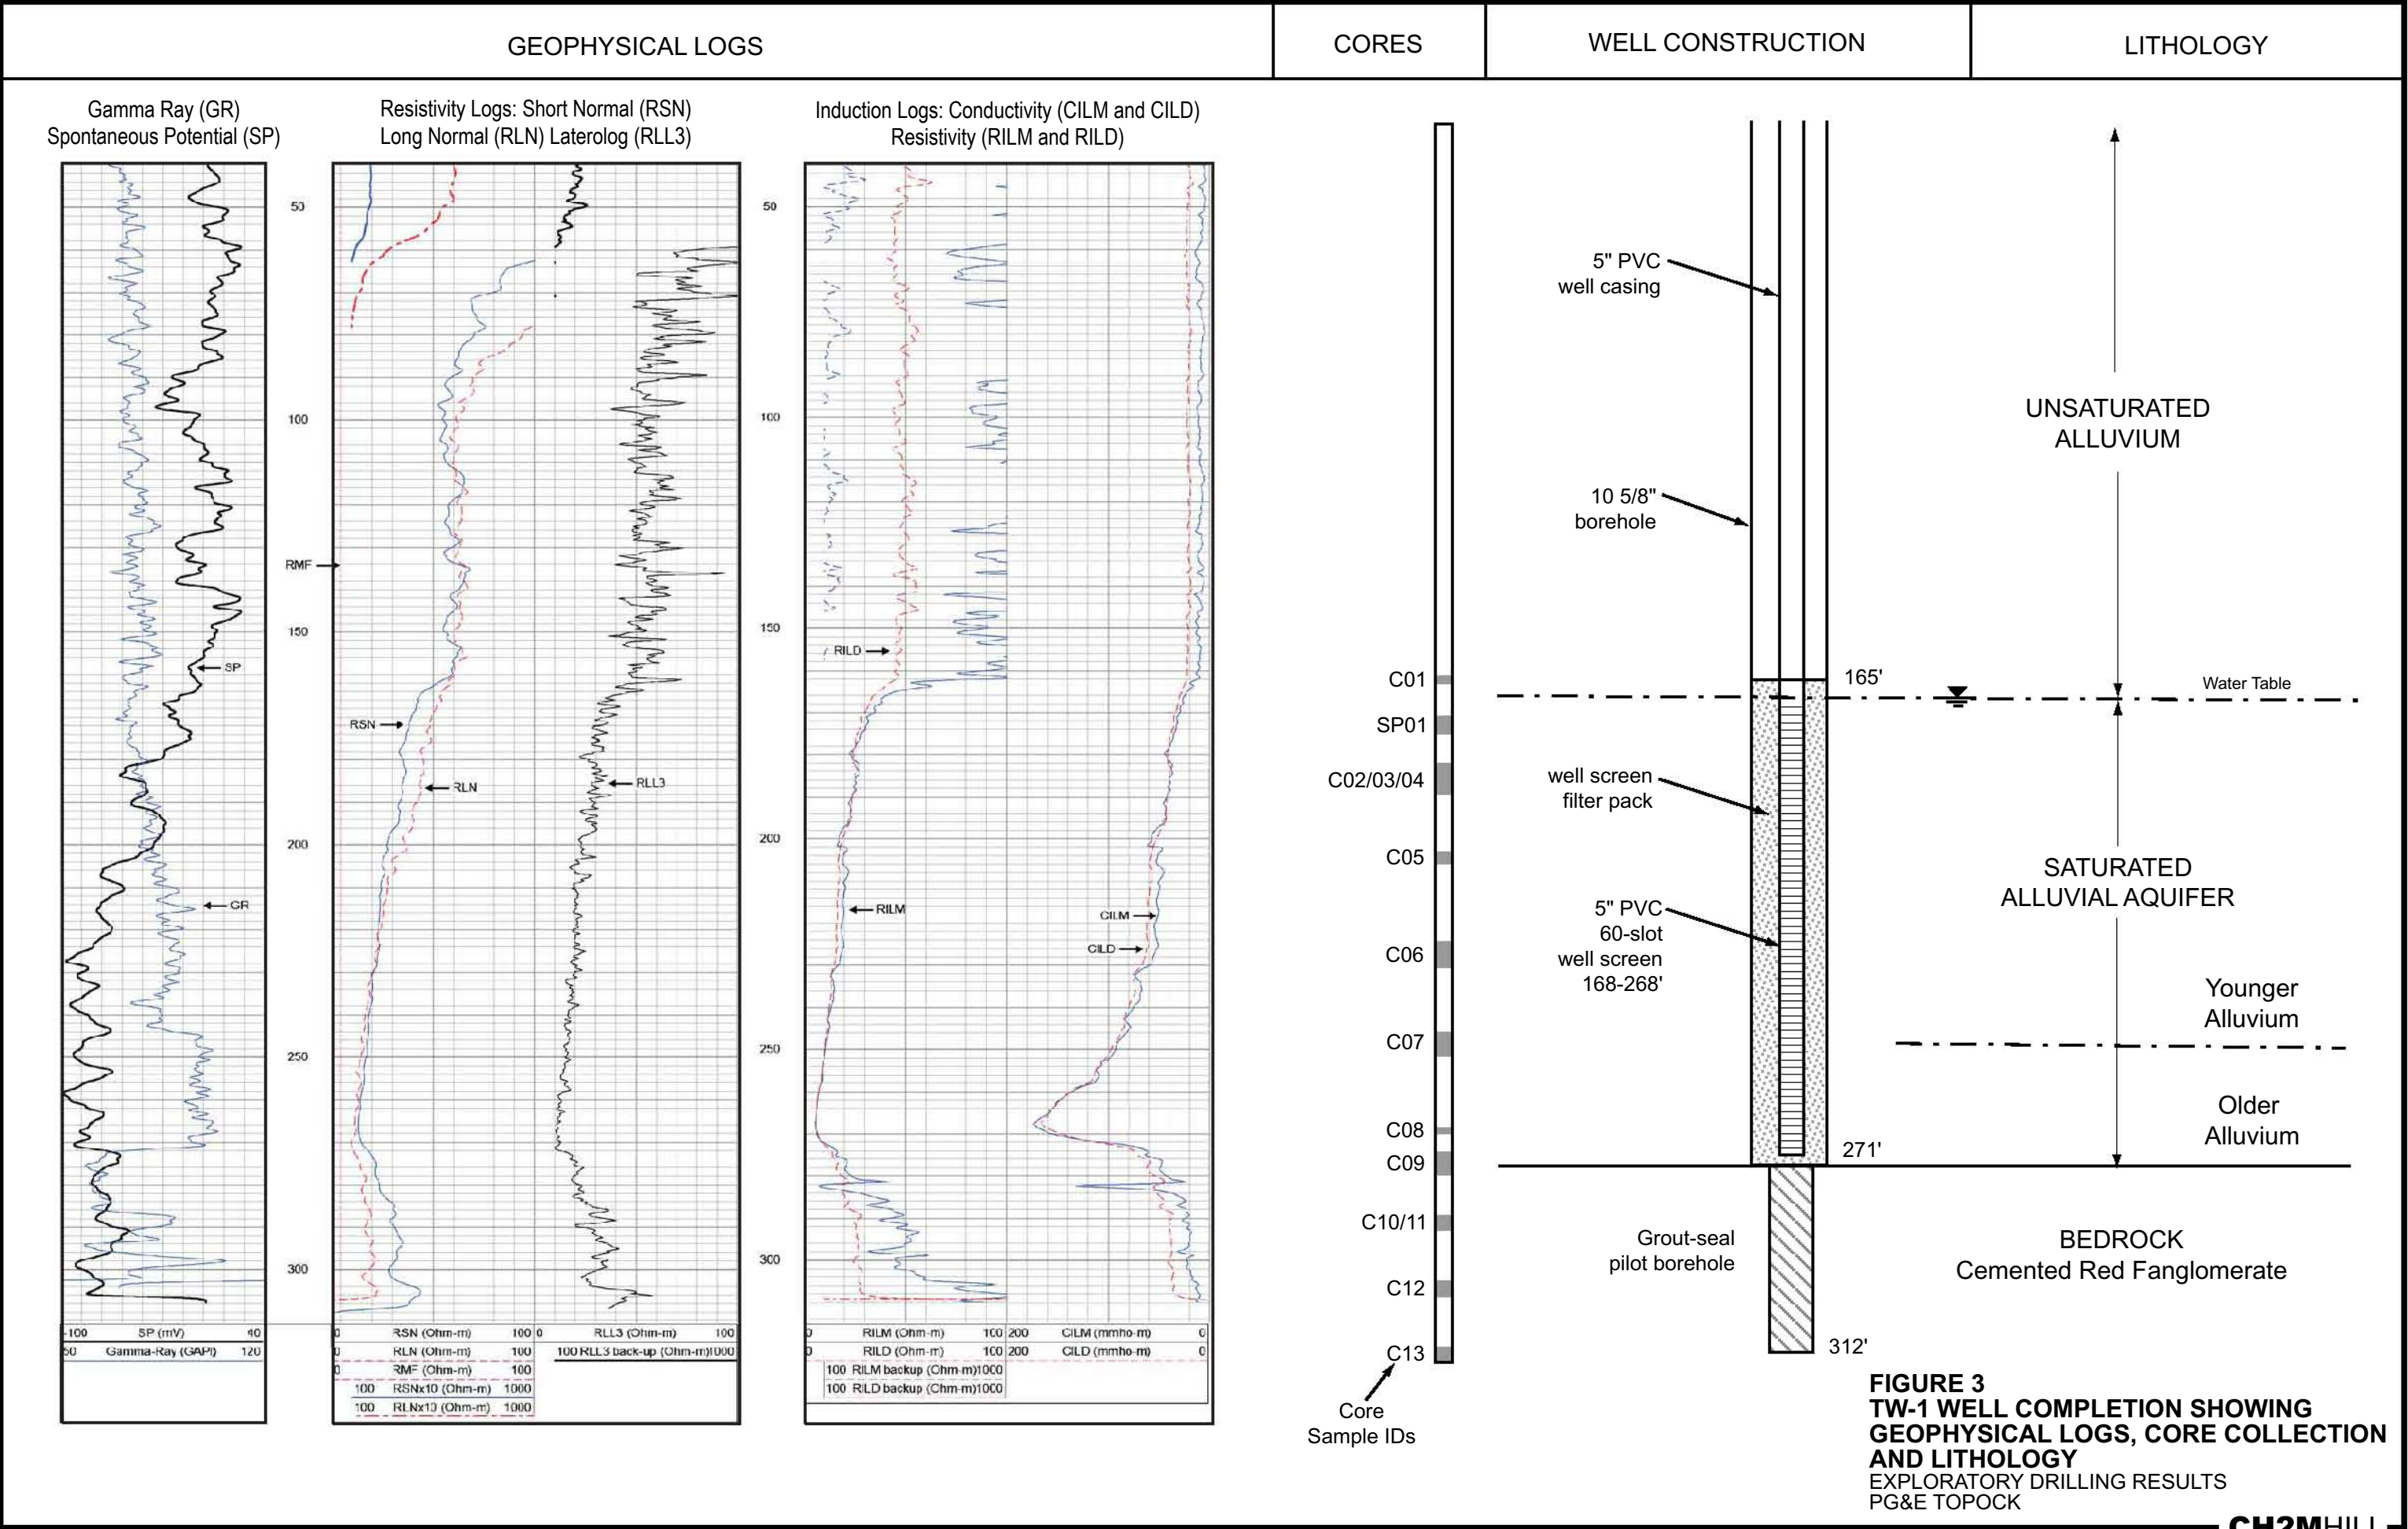 GEOPHYSICAL LOGS
CORES
WELL CONSTRUCTION
LITHOLOGY
Gamma Ray (GR)
Spontaneous Potential (SP)
Resistivity Logs: Short Normal (RSN)
Long Normal (RLN) Laterolog (RLL3)
Induction Logs: Conductivity (CILM and CILD)
Resistivity (RILM and RILD)
50
100
150
200
250
300
SP
GR
RMF
RSN
RLN
RLL3
50
100
150
200
250
300
RILD
RILM
CILM
CILD
-100 SP (mV) 40
50 Gamma-Ray (GAPI) 120
0 RSN (Ohm-m) 100
0 RLN (Ohm-m) 100
0 RMF (Ohm-m) 100
100 RSNx10 (Ohm-m) 1000
100 RLNx10 (Ohm-m) 1000
0 RLL3 (Ohm-m) 100
100 RLL3 back-up (Ohm-m)1000
0 RILM (Ohm-m) 100
0 RILD (Ohm-m) 100
100 RILM backup (Ohm-m)1000
100 RILD backup (Ohm-m)1000
200 CILM (mmho-m) 0
200 CILD (mmho-m) 0
C01
SP01
C02/03/04
C05
C06
C07
C08
C09
C10/11
C12
C13
Core
Sample IDs
5" PVC
well casing
10 5/8"
borehole
165'
well screen
filter pack
5" PVC
60-slot
well screen
168-268'
271'
Grout-seal
pilot borehole
312'
UNSATURATED
ALLUVIUM
Water Table
SATURATED
ALLUVIAL AQUIFER
Younger
Alluvium
Older
Alluvium
BEDROCK
Cemented Red Fanglomerate
FIGURE 3
TW-1 WELL COMPLETION SHOWING
GEOPHYSICAL LOGS, CORE COLLECTION
AND LITHOLOGY
EXPLORATORY DRILLING RESULTS
PG&E TOPOCK
CH2MHILL